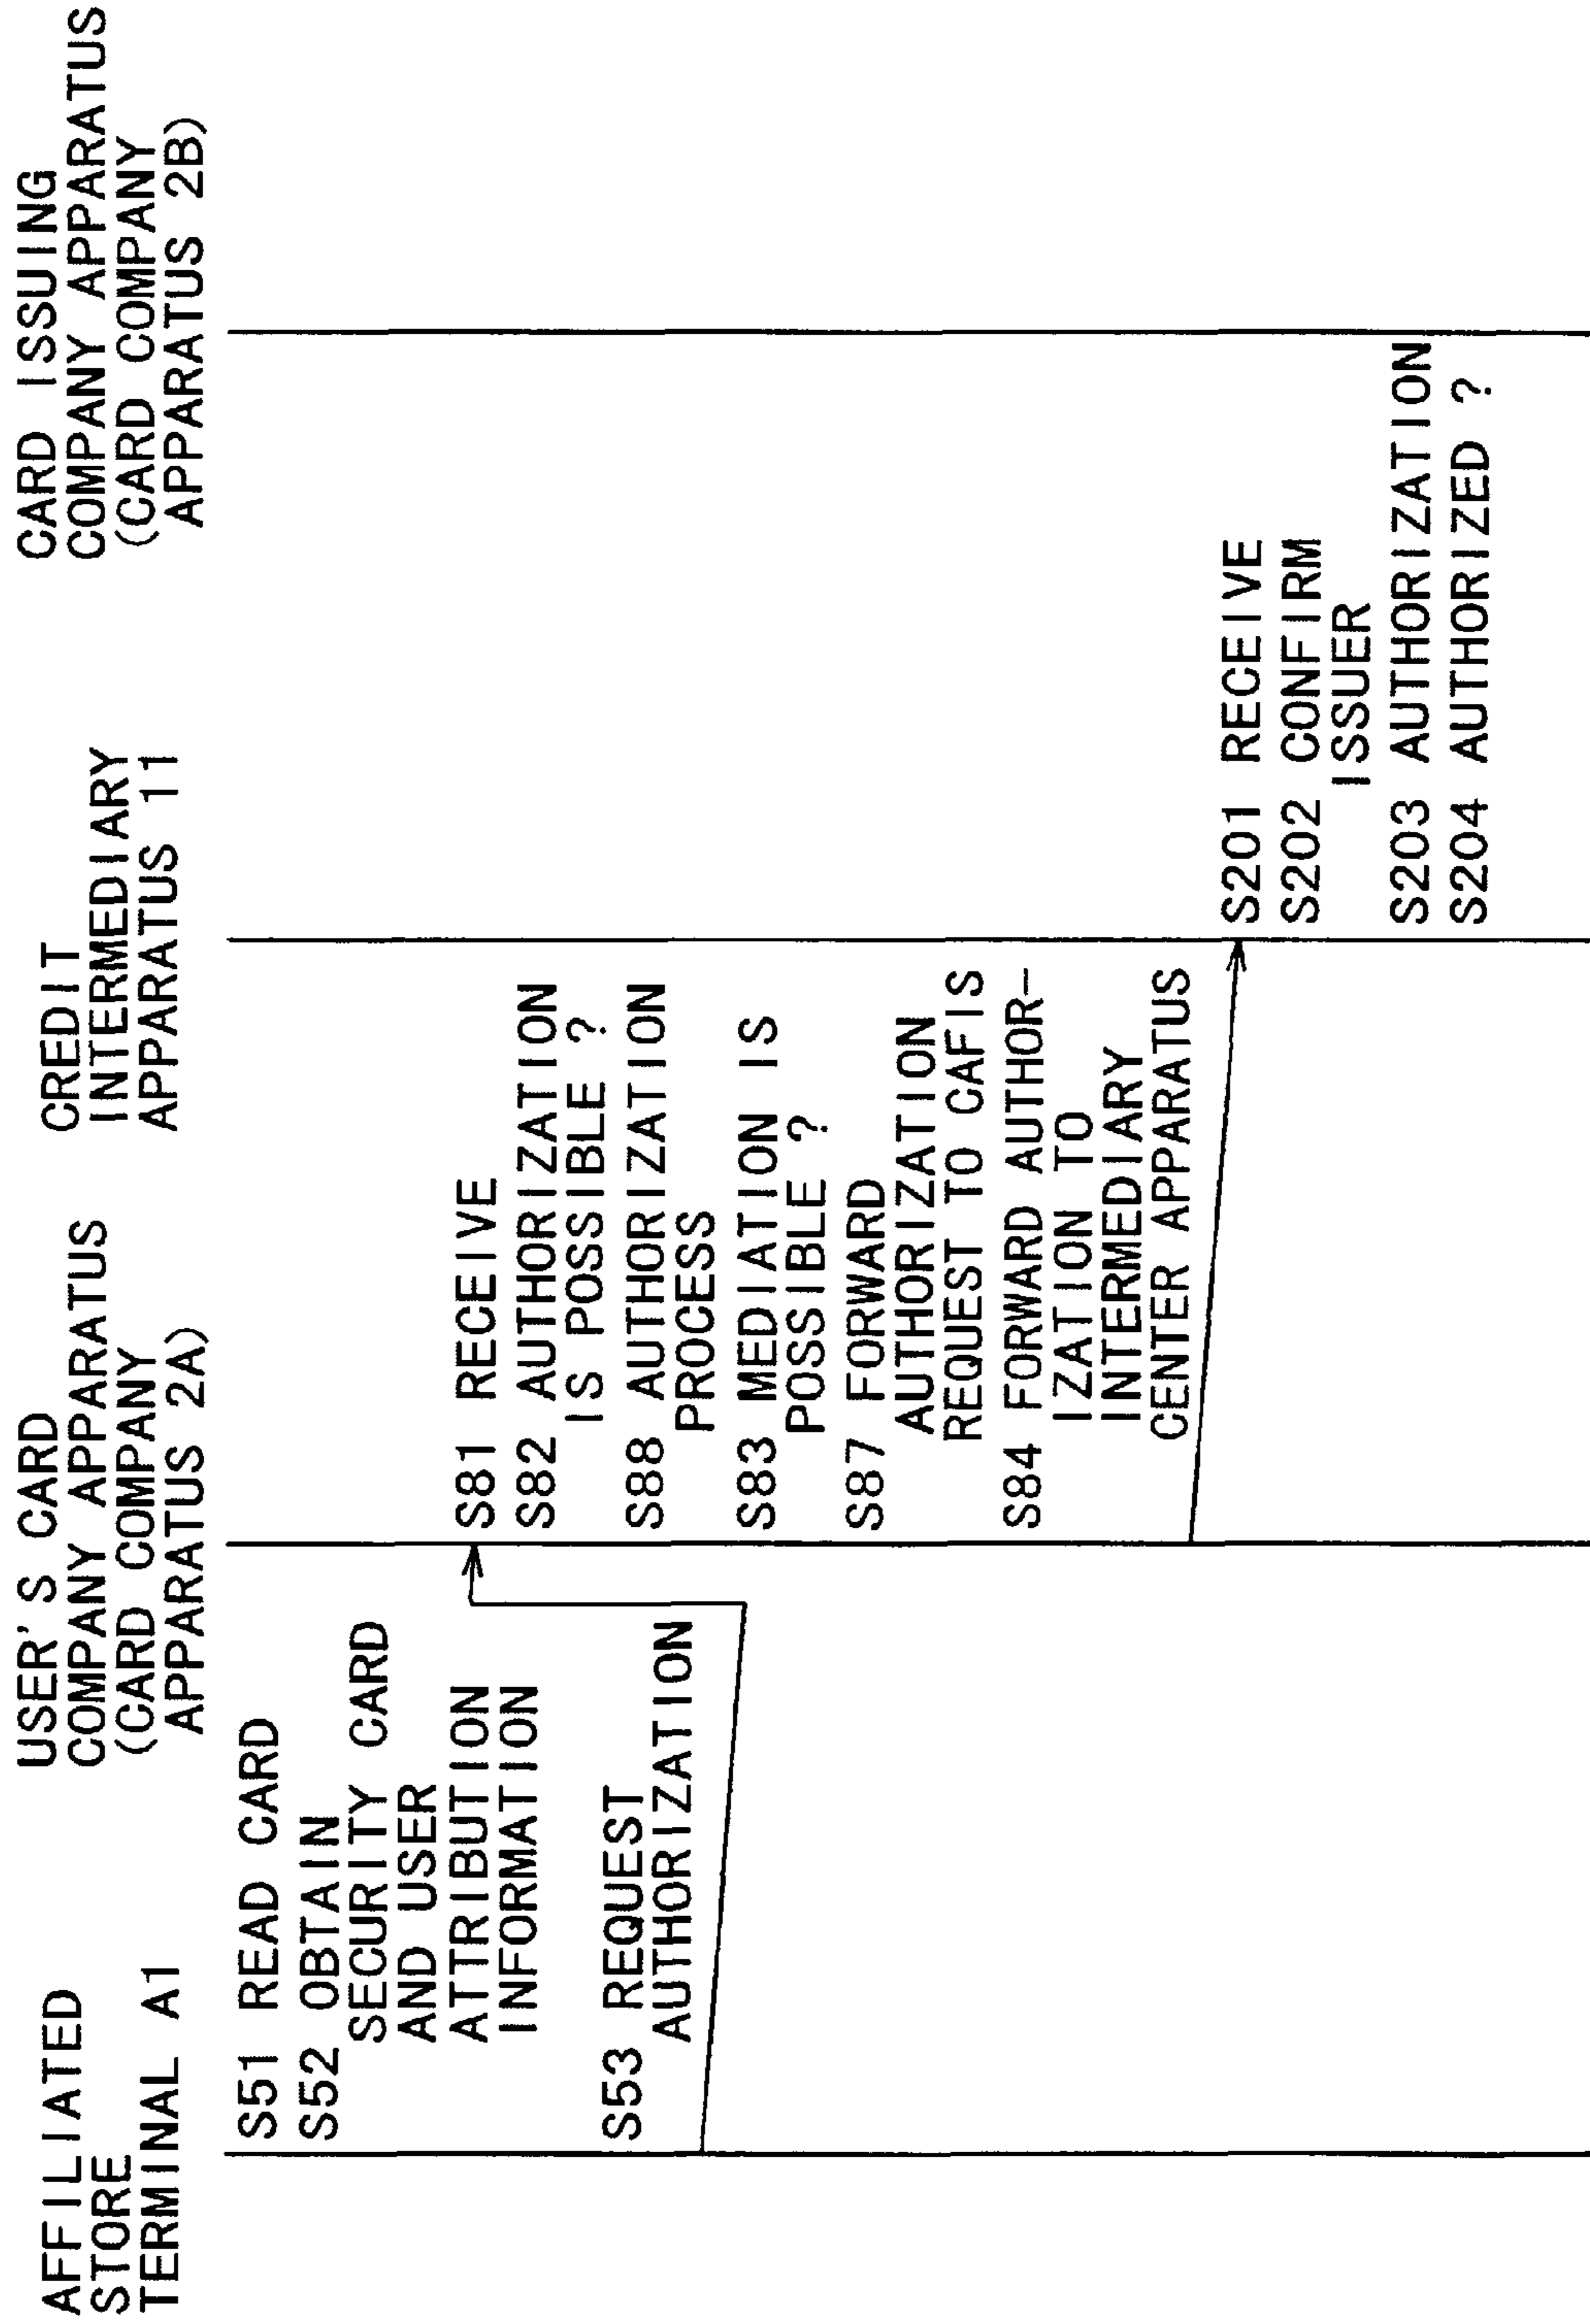 AFFILIATED
STORE
TERMINAL A1
USER'S CARD
COMPANY APPARATUS
(CARD COMPANY
APPARATUS 2A)
CREDIT
INTERMEDIARY
APPARATUS 11
CARD ISSUING
COMPANY APPARATUS
(CARD COMPANY
APPARATUS 2B)
S51 READ CARD
S52 OBTAIN
SECURITY CARD
AND USER
ATTRIBUTION
INFORMATION
S53 REQUEST
AUTHORIZATION
S81 RECEIVE
S82 AUTHORIZATION
IS POSSIBLE ?
S88 AUTHORIZATION
PROCESS
S83 MEDIATION IS
POSSIBLE ?
S87 FORWARD
AUTHORIZATION
REQUEST TO CAFIS
S84 FORWARD AUTHOR-
IZATION TO
INTERMEDIARY
CENTER APPARATUS
S201 RECEIVE
S202 CONFIRM
ISSUER
S203 AUTHORIZATION
S204 AUTHORIZED ?